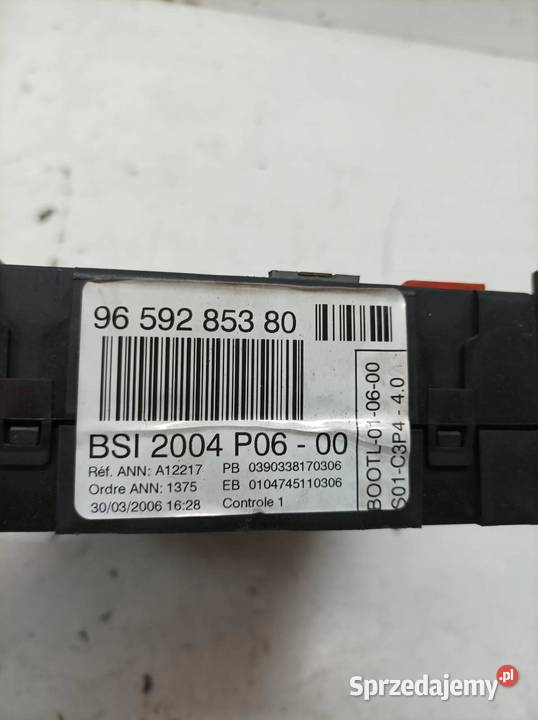 96 592 853 80
BSI 2004 P06 - 00
Réf. ANN: A12217 PB 0390338170306
Ordre ANN: 1375 EB 0104745110306
30/03/2006 16:28 Controle 1
BOOTL-01-06-00
S01-C3P4 - 4.0
Sprzedajemy.pl